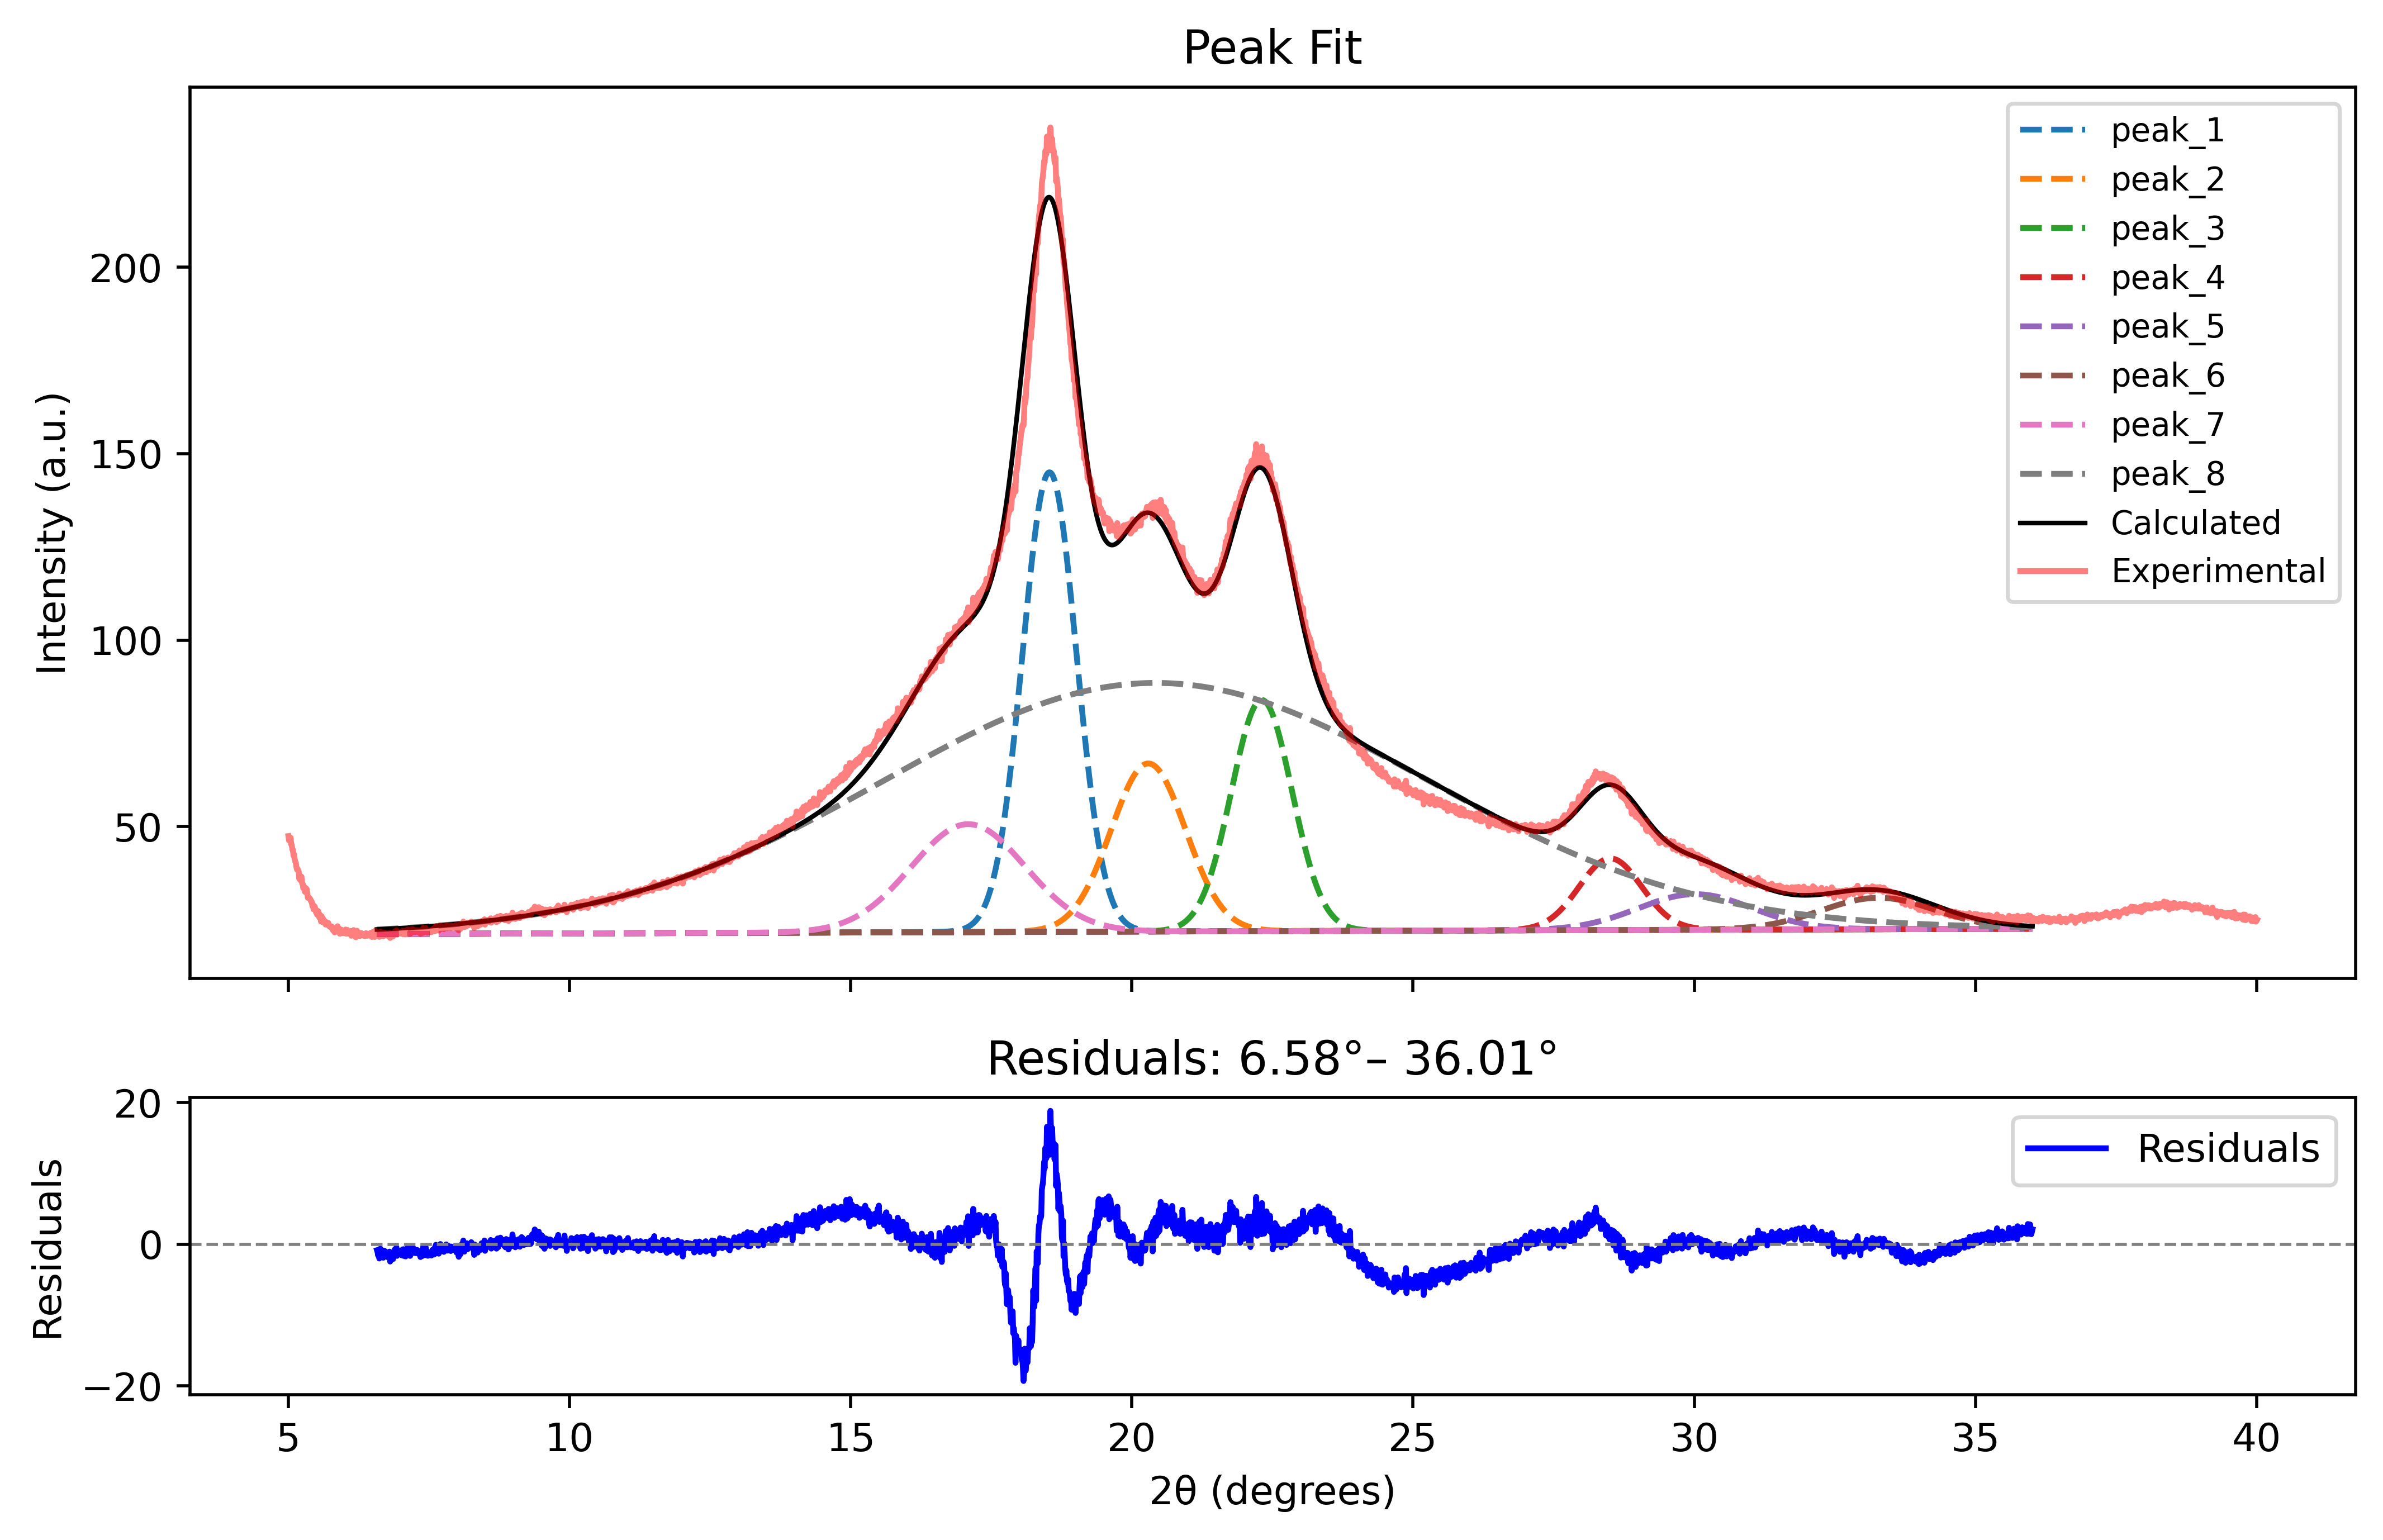 Peak Fit
Intensity (a.u.)
200
150
100
50
peak_1
peak_2
peak_3
peak_4
peak_5
peak_6
peak_7
peak_8
Calculated
Experimental
Residuals: 6.58°– 36.01°
Residuals
20
0
−20
Residuals
5 10 15 20 25 30 35 40
2θ (degrees)